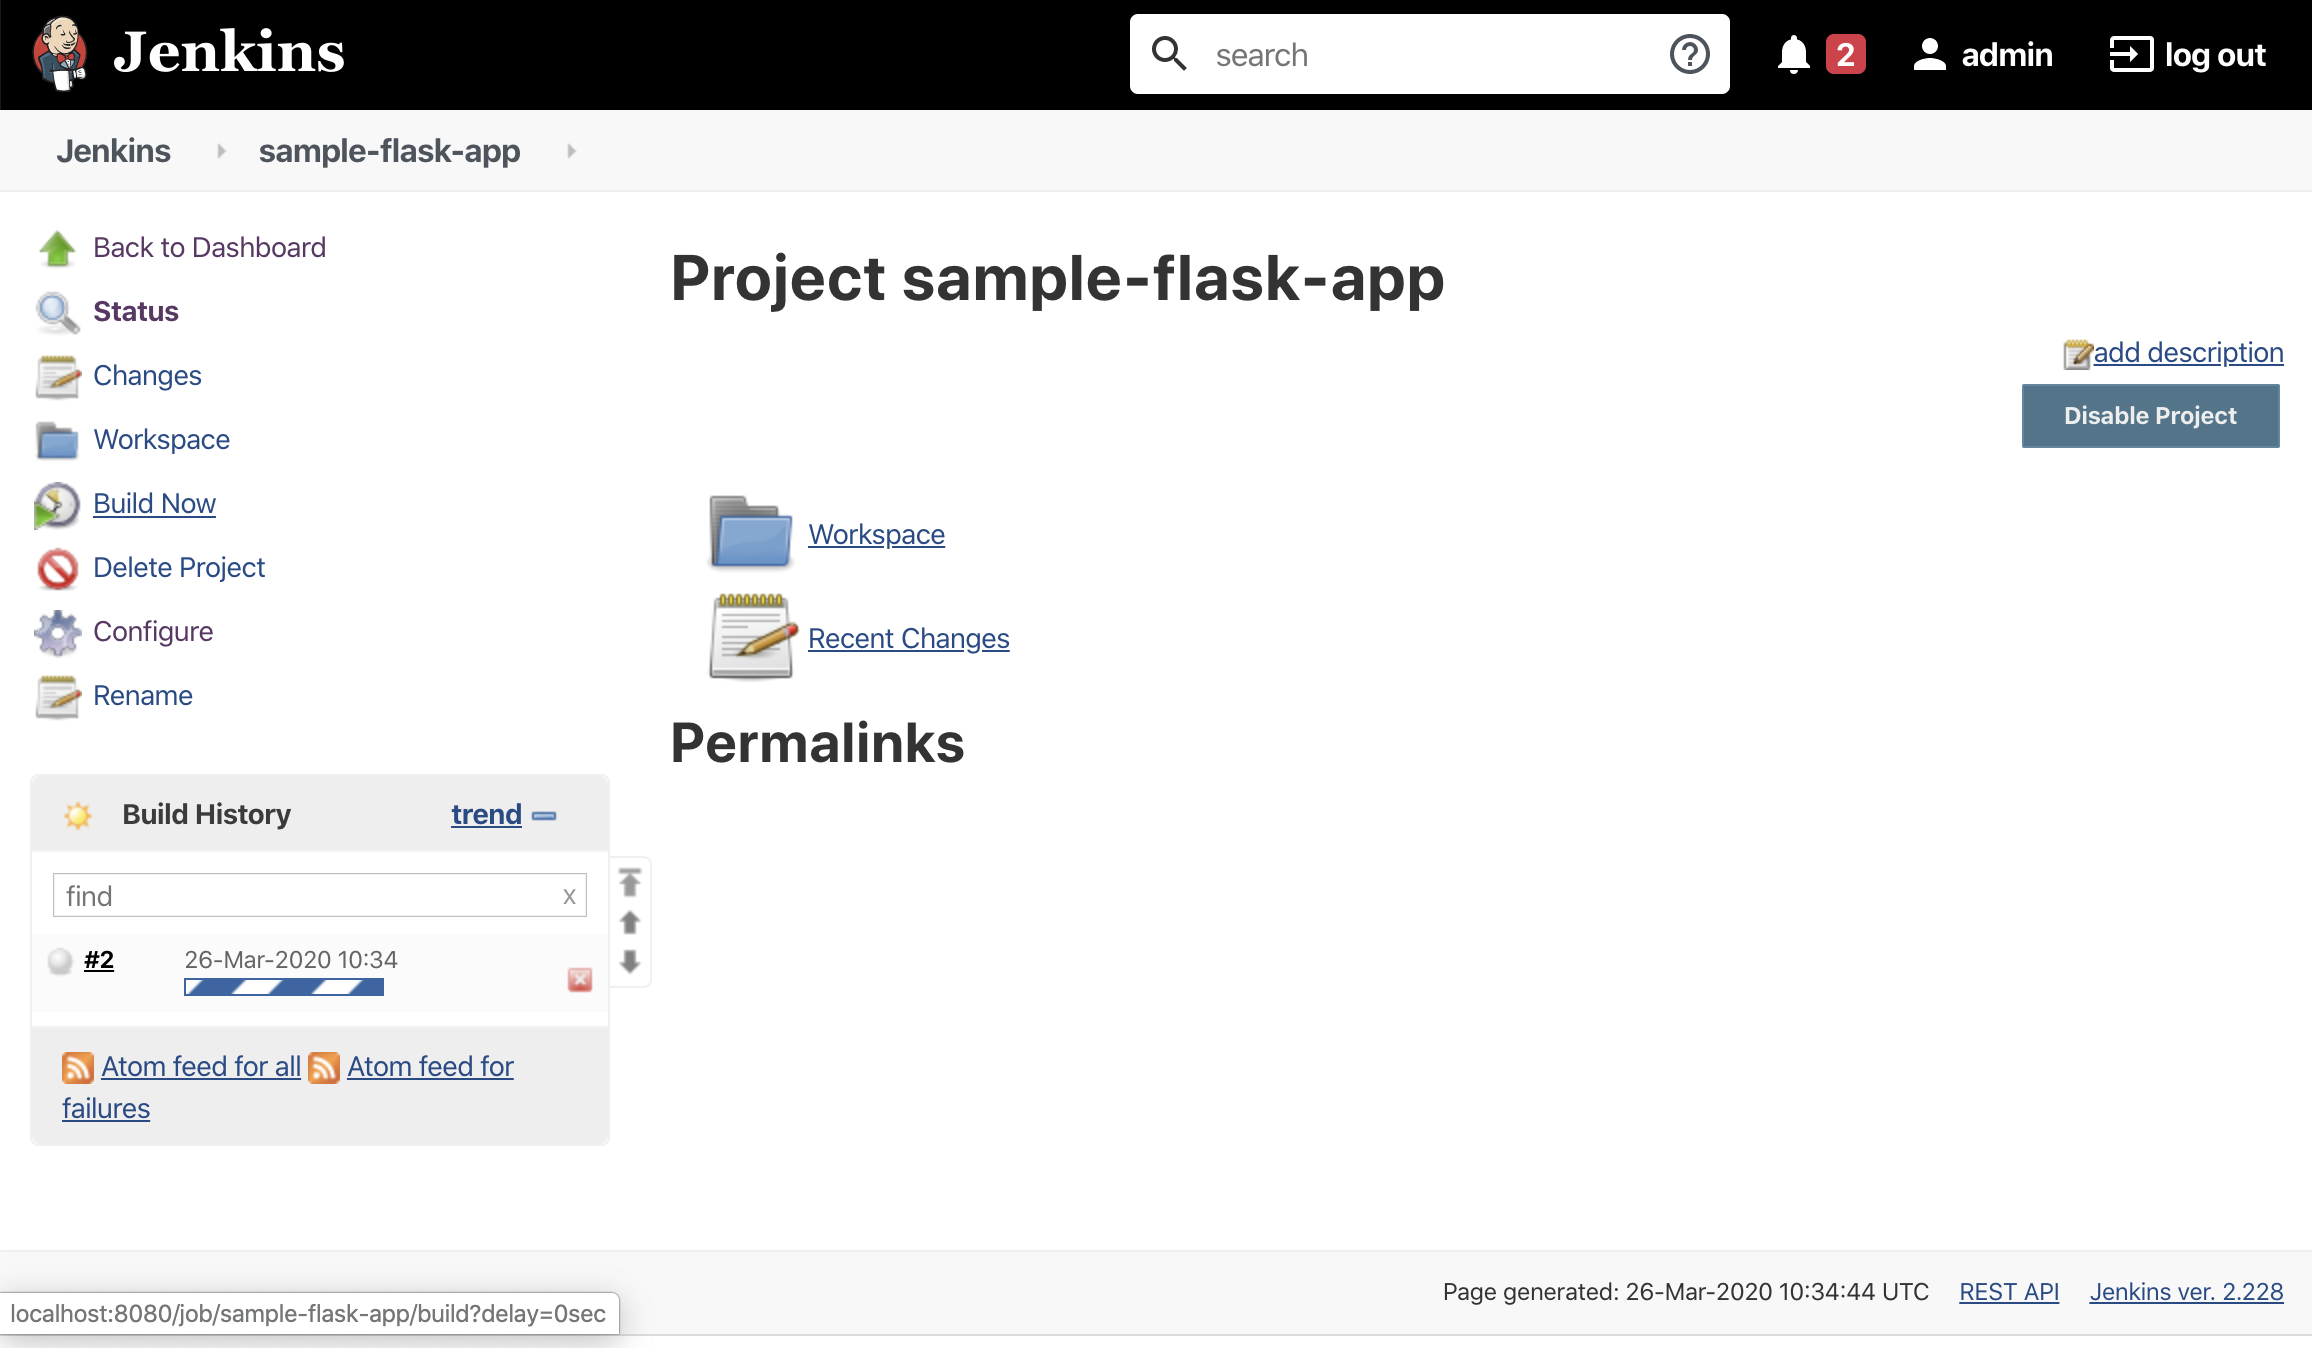 Jenkins
search
2
admin
log out
Jenkins
sample-flask-app
Back to Dashboard
Status
Changes
Workspace
Build Now
Delete Project
Configure
Rename
Project sample-flask-app
add description
Disable Project
Workspace
Recent Changes
Permalinks
Build History
trend
find
x
#2
26-Mar-2020 10:34
Atom feed for all Atom feed for
failures
Page generated: 26-Mar-2020 10:34:44 UTC
REST API
Jenkins ver. 2.228
localhost:8080/job/sample-flask-app/build?delay=0sec